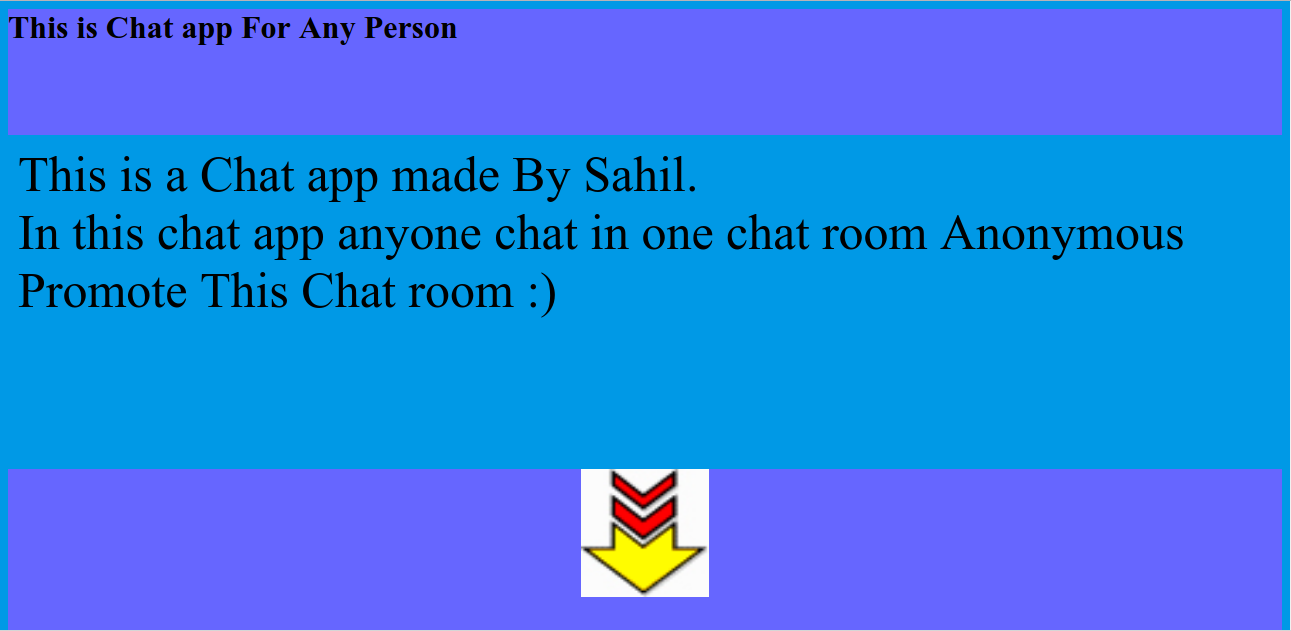 This is Chat app For Any Person
This is a Chat app made By Sahil.
In this chat app anyone chat in one chat room Anonymous
Promote This Chat room :)